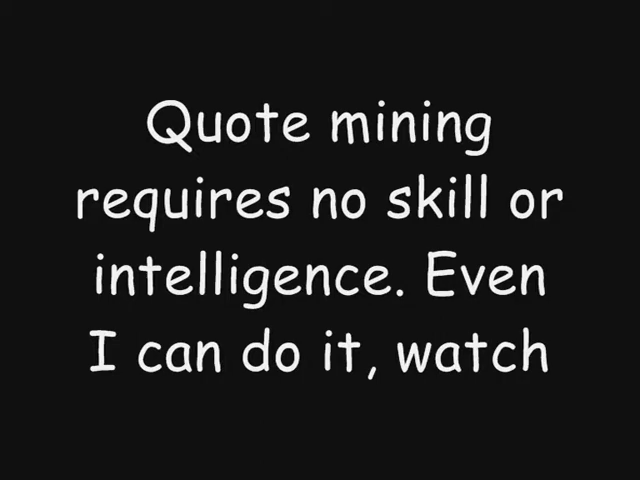 Quote mining
requires no skill or
intelligence. Even
I can do it, watch